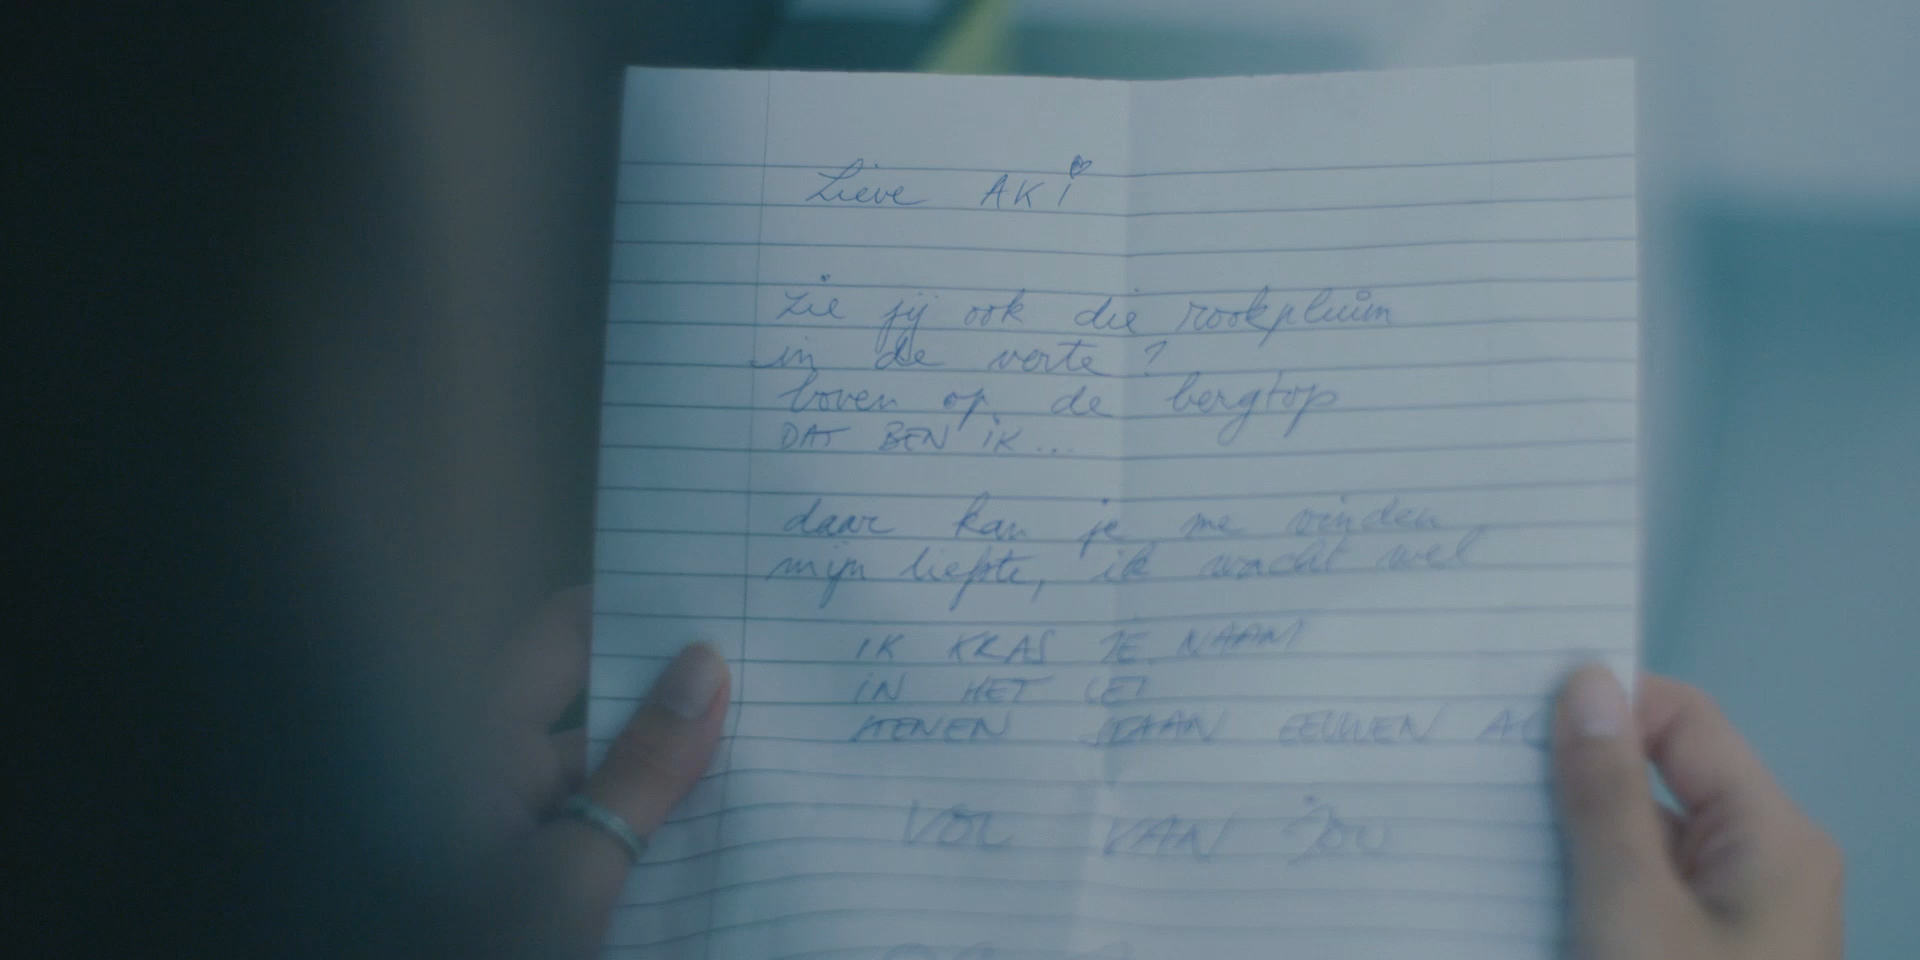 Lieve AKi
Zie jij ook die rookpluim
in de verte?
boven op de bergtop
DAT BEN iK...
daar kan je me vinden
mijn liefste, ik wacht wel
IK KRAS JE NAAM
iN HET LEi
STENEN STAAN EEUWEN AL
VOL VAN JOU